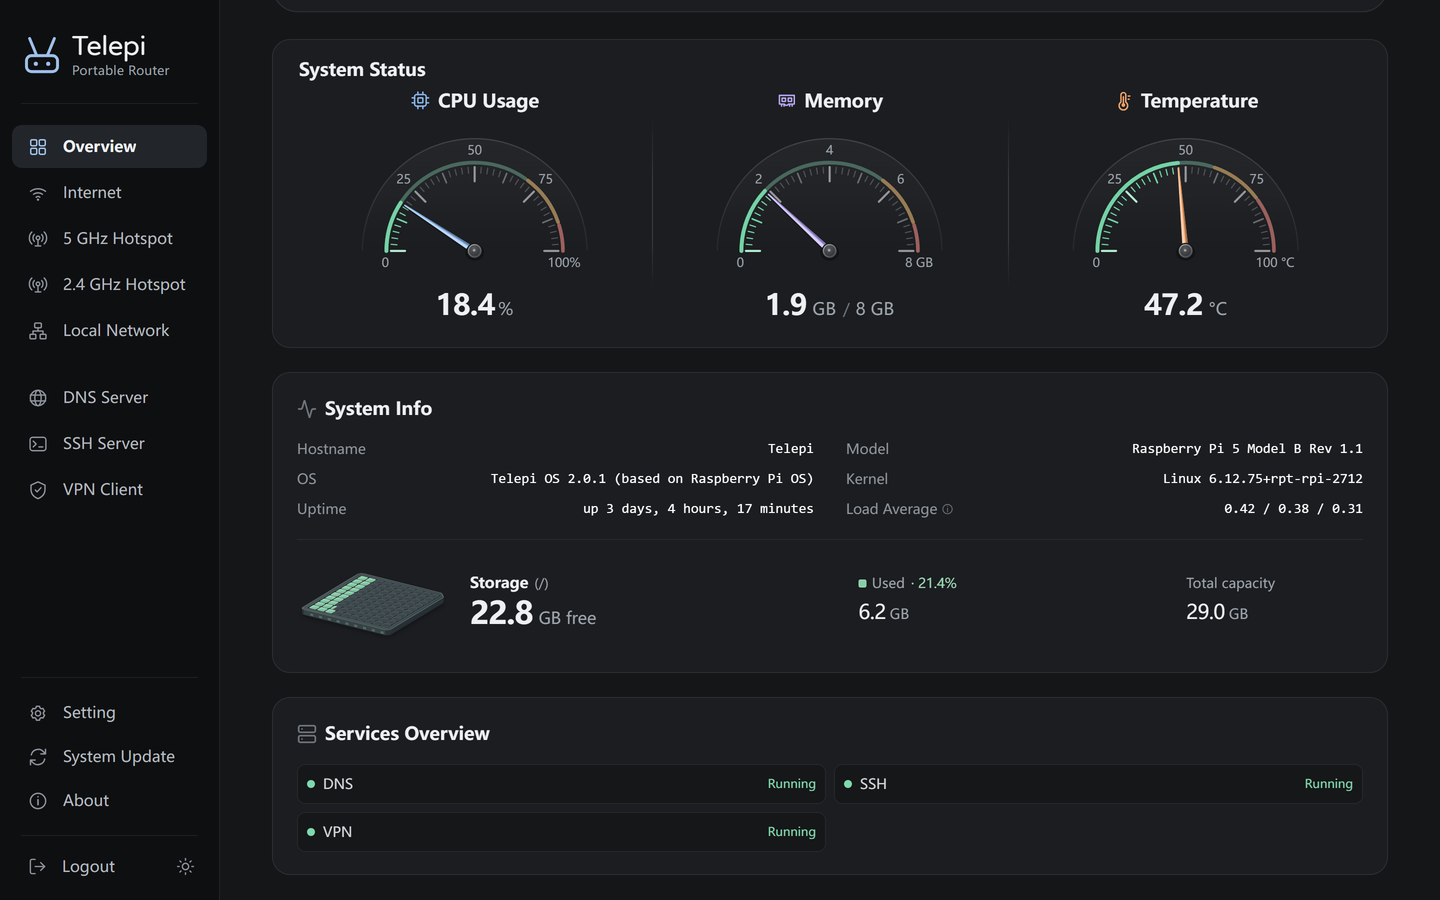 Telepi
Portable Router
Overview
Internet
5 GHz Hotspot
2.4 GHz Hotspot
Local Network
DNS Server
SSH Server
VPN Client
Setting
System Update
About
Logout
System Status
CPU Usage
0
25
50
75
100%
18.4 %
Memory
0
2
4
6
8 GB
1.9 GB / 8 GB
Temperature
0
25
50
75
100 °C
47.2 °C
System Info
Hostname Telepi
Model Raspberry Pi 5 Model B Rev 1.1
OS Telepi OS 2.0.1 (based on Raspberry Pi OS)
Kernel Linux 6.12.75+rpt-rpi-2712
Uptime up 3 days, 4 hours, 17 minutes
Load Average 0.42 / 0.38 / 0.31
Storage (/)
22.8 GB free
Used · 21.4%
6.2 GB
Total capacity
29.0 GB
Services Overview
DNS Running
SSH Running
VPN Running